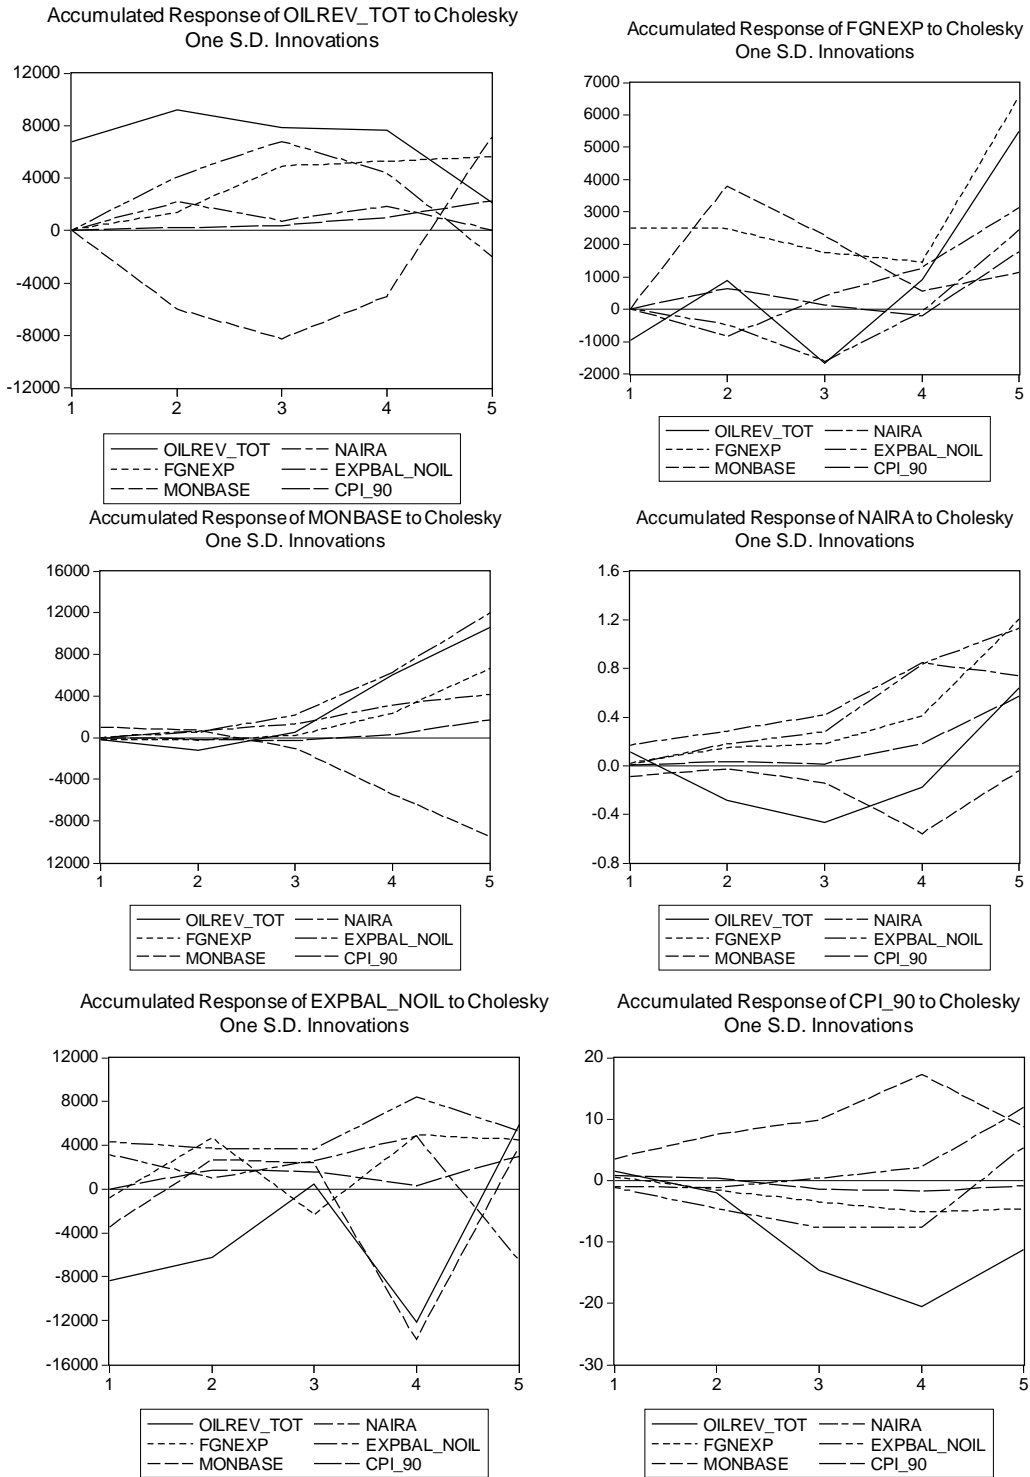 Accumulated Response of OILREV_TOT to Cholesky
One S.D. Innovations
12000
8000
4000
0
-4000
-8000
-12000
1 2 3 4 5
OILREV_TOT NAIRA
FGNEXP EXPBAL_NOIL
MONBASE CPI_90
Accumulated Response of FGNEXP to Cholesky
One S.D. Innovations
7000
6000
5000
4000
3000
2000
1000
0
-1000
-2000
1 2 3 4 5
OILREV_TOT NAIRA
FGNEXP EXPBAL_NOIL
MONBASE CPI_90
Accumulated Response of MONBASE to Cholesky
One S.D. Innovations
16000
12000
8000
4000
0
-4000
-8000
12000
1 2 3 4 5
OILREV_TOT NAIRA
FGNEXP EXPBAL_NOIL
MONBASE CPI_90
Accumulated Response of NAIRA to Cholesky
One S.D. Innovations
1.6
1.2
0.8
0.4
0.0
-0.4
-0.8
1 2 3 4 5
OILREV_TOT NAIRA
FGNEXP EXPBAL_NOIL
MONBASE CPI_90
Accumulated Response of EXPBAL_NOIL to Cholesky
One S.D. Innovations
12000
8000
4000
0
-4000
-8000
-12000
-16000
1 2 3 4 5
OILREV_TOT NAIRA
FGNEXP EXPBAL_NOIL
MONBASE CPI_90
Accumulated Response of CPI_90 to Cholesky
One S.D. Innovations
20
10
0
-10
-20
-30
1 2 3 4 5
OILREV_TOT NAIRA
FGNEXP EXPBAL_NOIL
MONBASE CPI_90